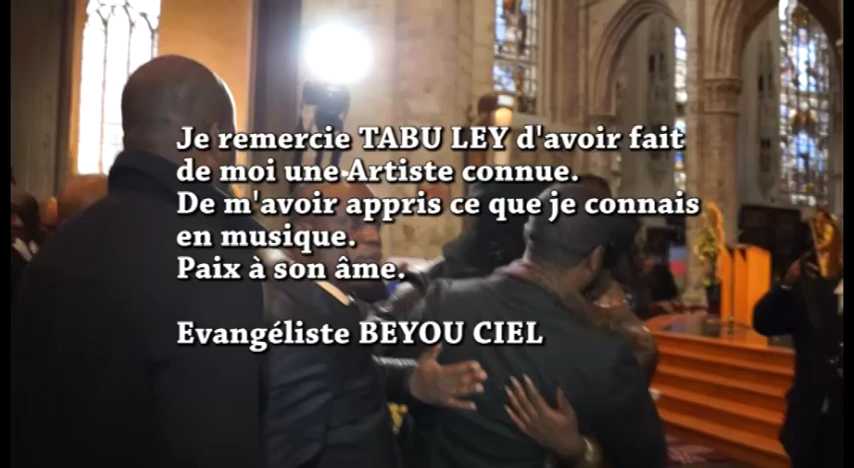 Je remercie TABU LEY d'avoir fait
de moi une Artiste connue.
De m'avoir appris ce que je connais
en musique.
Paix à son âme.
Evangéliste BEYOU CIEL